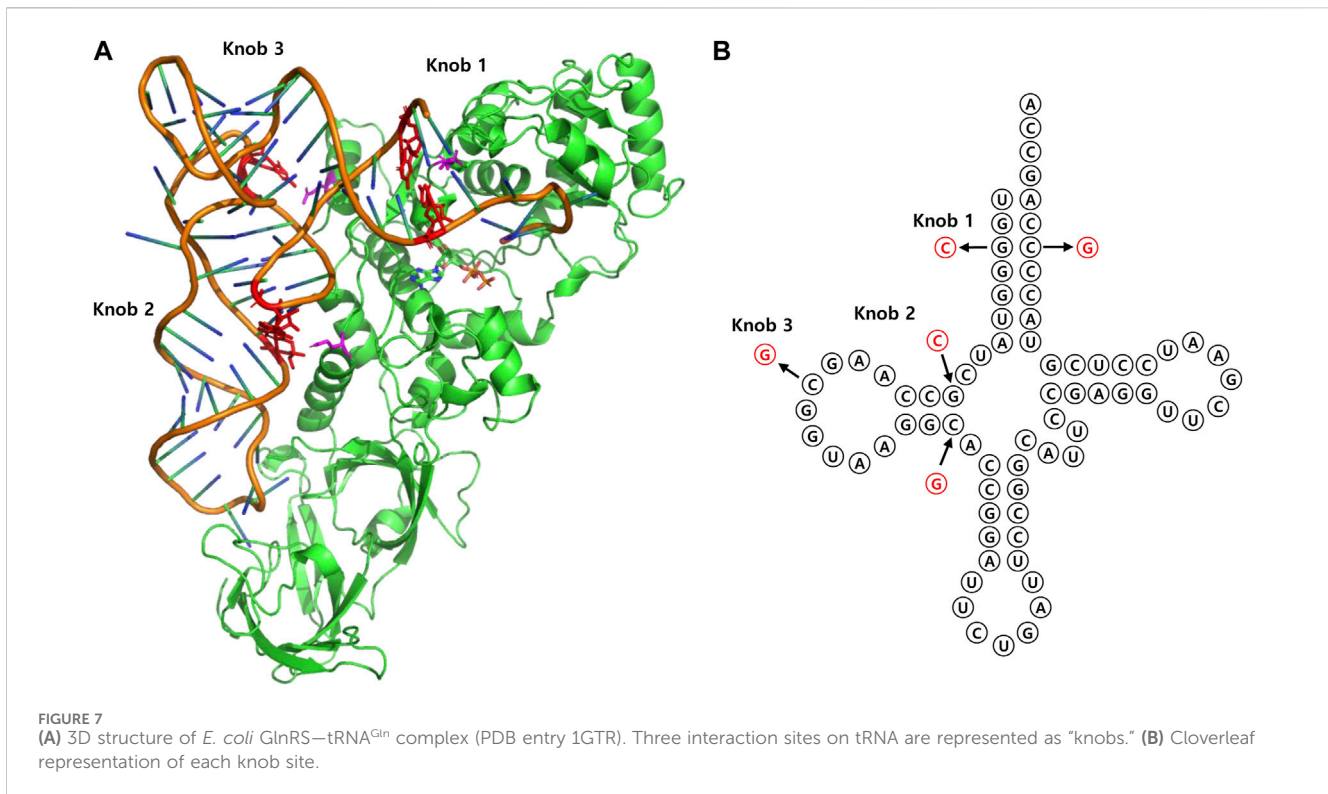 A
Knob 3
Knob 1
Knob 2
B
A
C
C
G
U A
G C
Knob 1 C G C G
G C
G C
U A
A U
Knob 3 G
Knob 2 C
C G A A C C G C U
G G U A A G G C A
G
G C U C C U A A G
C G A G G U U C
C U U A C
C G
C G
G C
G C
A U
U U
U A
C U G
FIGURE 7
(A) 3D structure of E. coli GlnRS—tRNAGln complex (PDB entry 1GTR). Three interaction sites on tRNA are represented as “knobs.” (B) Cloverleaf
representation of each knob site.